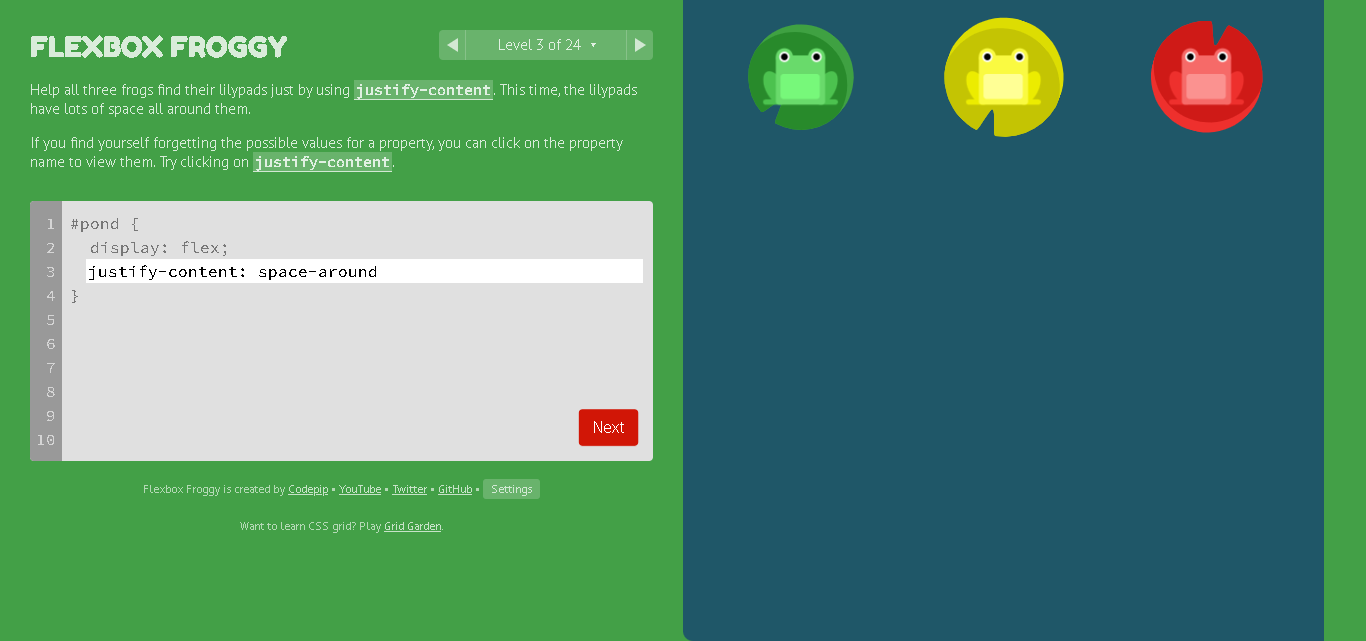 FLEXBOX FROGGY
Level 3 of 24 ▾
Help all three frogs find their lilypads just by using justify-content. This time, the lilypads
have lots of space all around them.
If you find yourself forgetting the possible values for a property, you can click on the property
name to view them. Try clicking on justify-content.
1 #pond {
2 display: flex;
3 justify-content: space-around
4 }
5
6
7
8
9
10
Next
Flexbox Froggy is created by Codepip • YouTube • Twitter • GitHub • Settings
Want to learn CSS grid? Play Grid Garden.